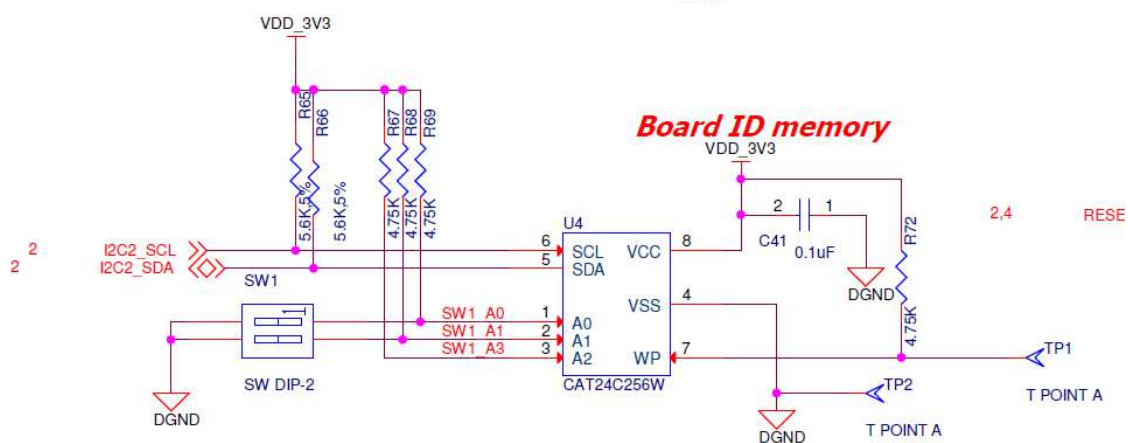 VDD_3V3
R65
R66
R67
R68
R69
5.6K,5%
5.6K,5%
4.75K
4.75K
4.75K
Board ID memory
VDD_3V3
2 1
C41
0.1uF
DGND
R72
4.75K
2,4 RESE
2 I2C2_SCL
2 I2C2_SDA
U4
6 SCL VCC 8
5 SDA
VSS 4
SW1
1
SW DIP-2
DGND
SW1_A0 1 A0
SW1_A1 2 A1
SW1_A3 3 A2 WP 7
CAT24C256W
TP1
T POINT A
TP2
T POINT A
DGND